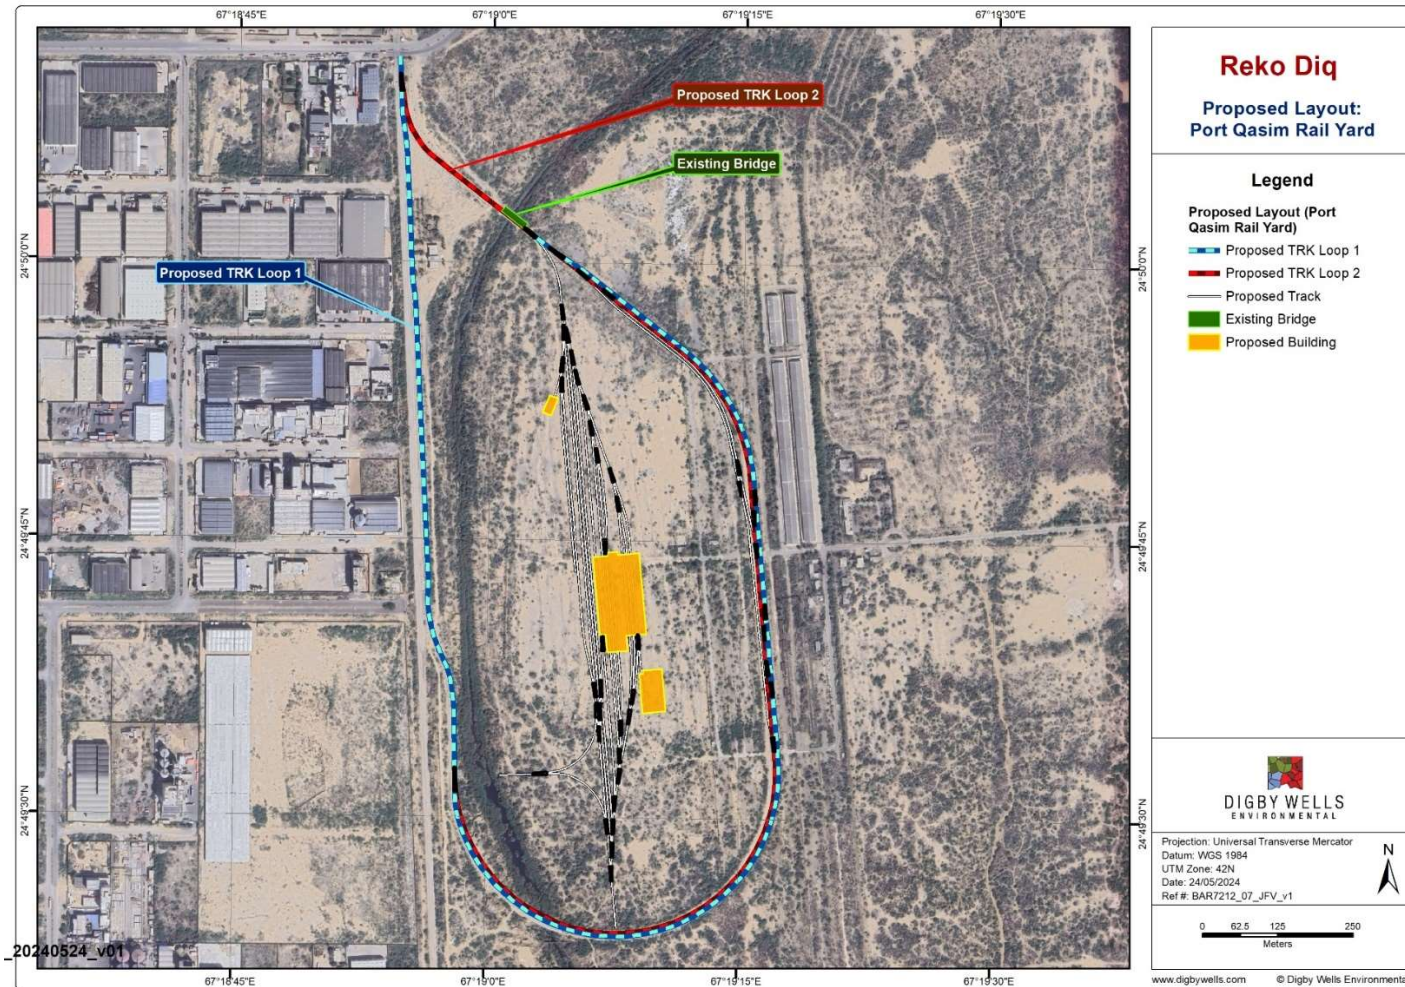 67°18'45"E
67°19'0"E
67°19'15"E
67°19'30"E
Proposed TRK Loop 2
Existing Bridge
Proposed TRK Loop 1
24°50'0"N
24°49'45"N
24°49'30"N
24°50'0"N
24°49'45"N
24°49'30"N
_20240524_v01
67°18'45"E
67°19'0"E
67°19'15"E
67°19'30"E
Reko Diq
Proposed Layout:
Port Qasim Rail Yard
Legend
Proposed Layout (Port
Qasim Rail Yard)
Proposed TRK Loop 1
Proposed TRK Loop 2
Proposed Track
Existing Bridge
Proposed Building
DIGBY WELLS
ENVIRONMENTAL
Projection: Universal Transverse Mercator
Datum: WGS 1984
UTM Zone: 42N
Date: 24/05/2024
Ref #: BAR7212_07_JFV_v1
N
0 62.5 125 250
Meters
www.digbywells.com © Digby Wells Environmenta